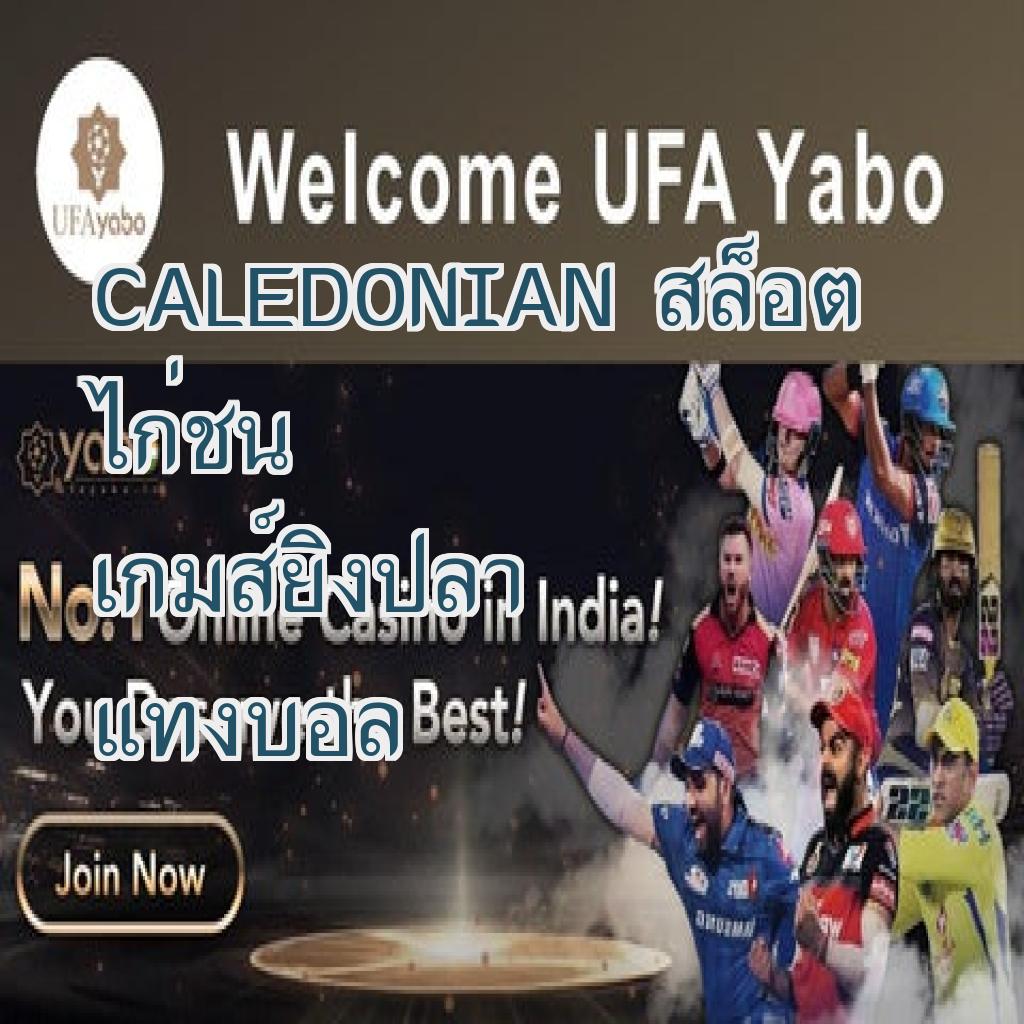 Welcome UFA Yabo
UFAyabo
CALEDONIAN สล็อต
ไก่ชน
เกมส์ยิงปลา
No.1 Online Casino in India!
แทงบอล
You Best!
Join Now
22